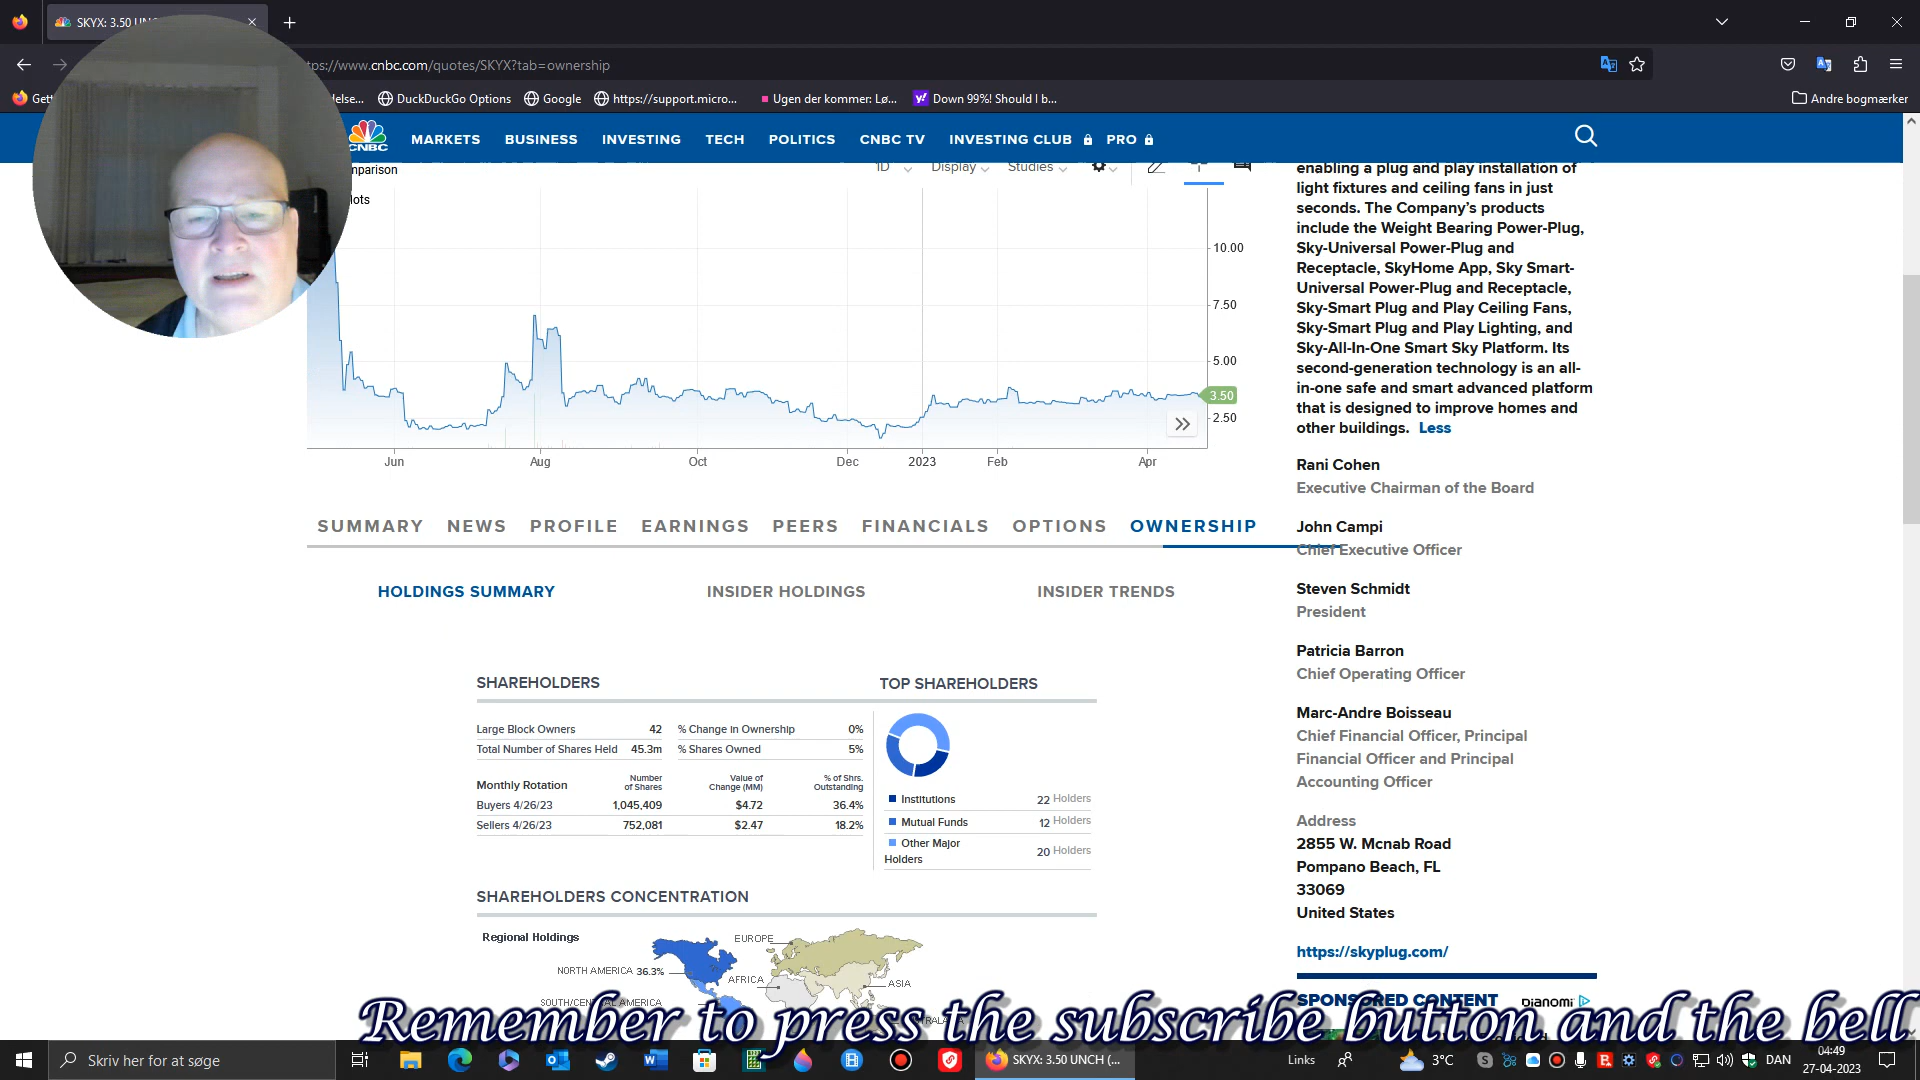 SKYX: 3.50 UN
ps://www.cnbc.com/quotes/SKYX?tab=ownership
Gett
lelse...
DuckDuckGo Options
Google
https://support.micro...
Ugen der kommer: Lø...
Down 99%! Should I b...
Andre bogmærker
CNBC
MARKETS
BUSINESS
INVESTING
TECH
POLITICS
CNBC TV
INVESTING CLUB
PRO
mparison
1D
Display
Studies
lots
10.00
7.50
5.00
3.50
2.50
Jun
Aug
Oct
Dec
2023
Feb
Apr
enabling a plug and play installation of
light fixtures and ceiling fans in just
seconds. The Company's products
include the Weight Bearing Power-Plug,
Sky-Universal Power-Plug and
Receptacle, SkyHome App, Sky Smart-
Universal Power-Plug and Receptacle,
Sky-Smart Plug and Play Ceiling Fans,
Sky-Smart Plug and Play Lighting, and
Sky-All-In-One Smart Sky Platform. Its
second-generation technology is an all-
in-one safe and smart advanced platform
that is designed to improve homes and
other buildings. Less
SUMMARY
NEWS
PROFILE
EARNINGS
PEERS
FINANCIALS
OPTIONS
OWNERSHIP
HOLDINGS SUMMARY
INSIDER HOLDINGS
INSIDER TRENDS
Rani Cohen
Executive Chairman of the Board
John Campi
Chief Executive Officer
Steven Schmidt
President
Patricia Barron
Chief Operating Officer
Marc-Andre Boisseau
Chief Financial Officer, Principal
Financial Officer and Principal
Accounting Officer
Address
2855 W. Mcnab Road
Pompano Beach, FL
33069
United States
https://skyplug.com/
SPONSORED CONTENT
DIANOMI
SHAREHOLDERS
Large Block Owners 42
% Change in Ownership 0%
Total Number of Shares Held 45.3m
% Shares Owned 5%
Monthly Rotation
Number of Shares
Value of Change (MM)
% of Shrs. Outstanding
Buyers 4/26/23 1,045,409 $4.72 36.4%
Sellers 4/26/23 752,081 $2.47 18.2%
TOP SHAREHOLDERS
Institutions 22 Holders
Mutual Funds 12 Holders
Other Major Holders 20 Holders
SHAREHOLDERS CONCENTRATION
Regional Holdings
EUROPE
NORTH AMERICA 36.3%
AFRICA
ASIA
SOUTH/CENTRAL AMERICA
Remember to press the subscribe button and the bell
Skriv her for at søge
SKYX: 3.50 UNCH (...
Links
3°C
DAN
04:49
27-04-2023